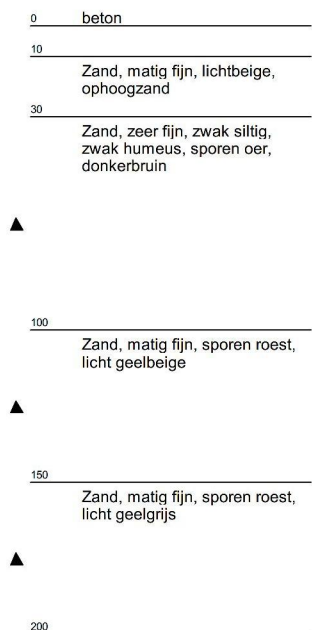 0 beton
10
Zand, matig fijn, lichtbeige,
ophoogzand
30
Zand, zeer fijn, zwak siltig,
zwak humeus, sporen oer,
donkerbruin
100
Zand, matig fijn, sporen roest,
licht geelbeige
150
Zand, matig fijn, sporen roest,
licht geelgrijs
200